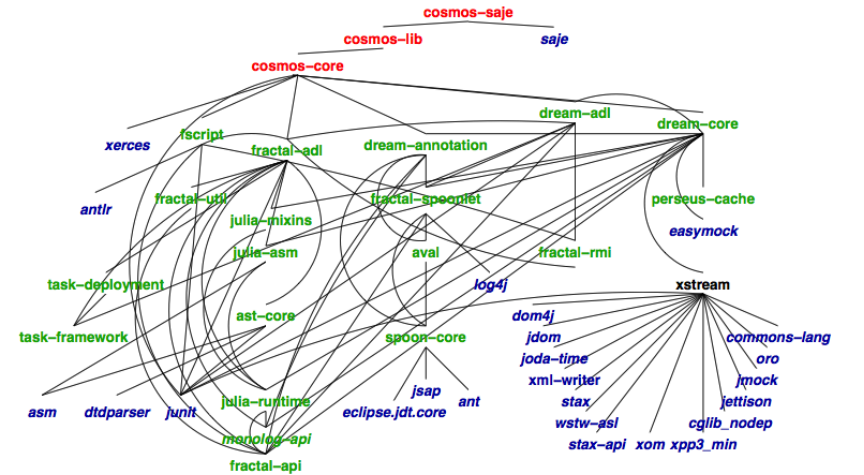 cosmos-saje
cosmos-lib
saje
cosmos-core
dream-adl
dream-core
fscript
xerces
fractal-adl
dream-annotation
antlr
fractal-util
fractal-spoonlet
perseus-cache
julia-mixins
easymock
julia-asm
aval
fractal-rmi
task-deployment
log4j
xstream
ast-core
dom4j
task-framework
spoon-core
jdom
commons-lang
joda-time
oro
xml-writer
jmock
jsap
asm
dtdparser
junit
julia-runtime
eclipse.jdt.core
ant
stax
jettison
wstw-asl
cglib_nodep
monolog-api
stax-api
xom
xpp3_min
fractal-api